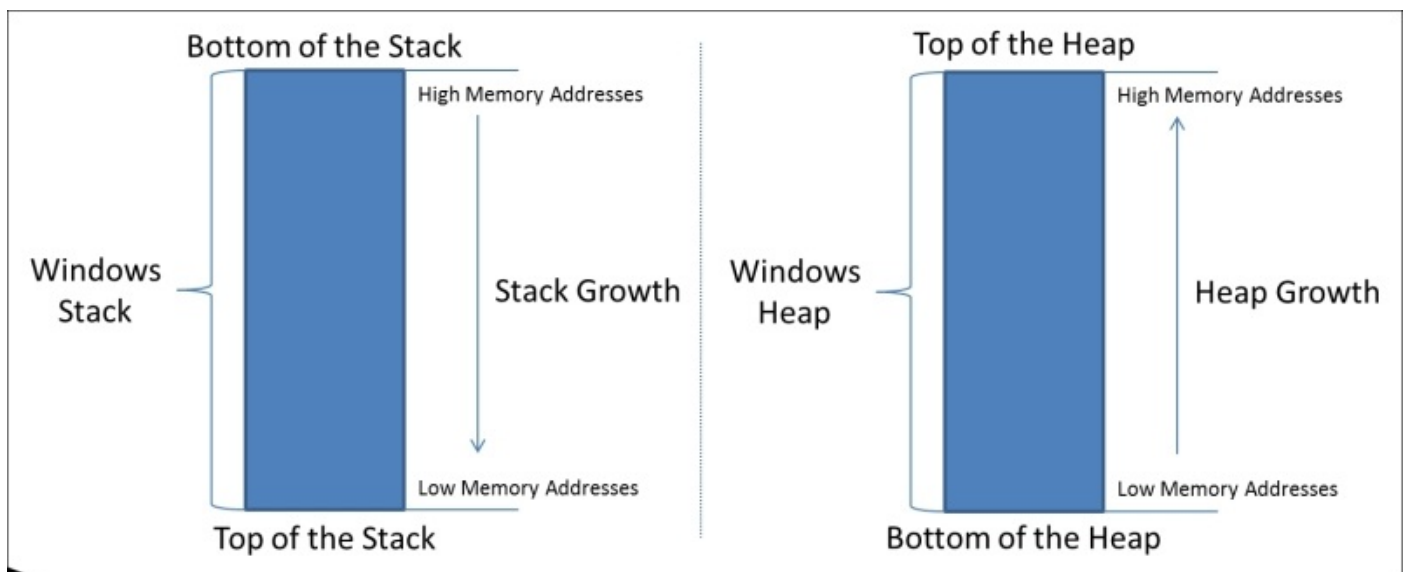 Bottom of the Stack
High Memory Addresses
Windows
Stack
Stack Growth
Low Memory Addresses
Top of the Stack
Top of the Heap
High Memory Addresses
Windows
Heap
Heap Growth
Low Memory Addresses
Bottom of the Heap